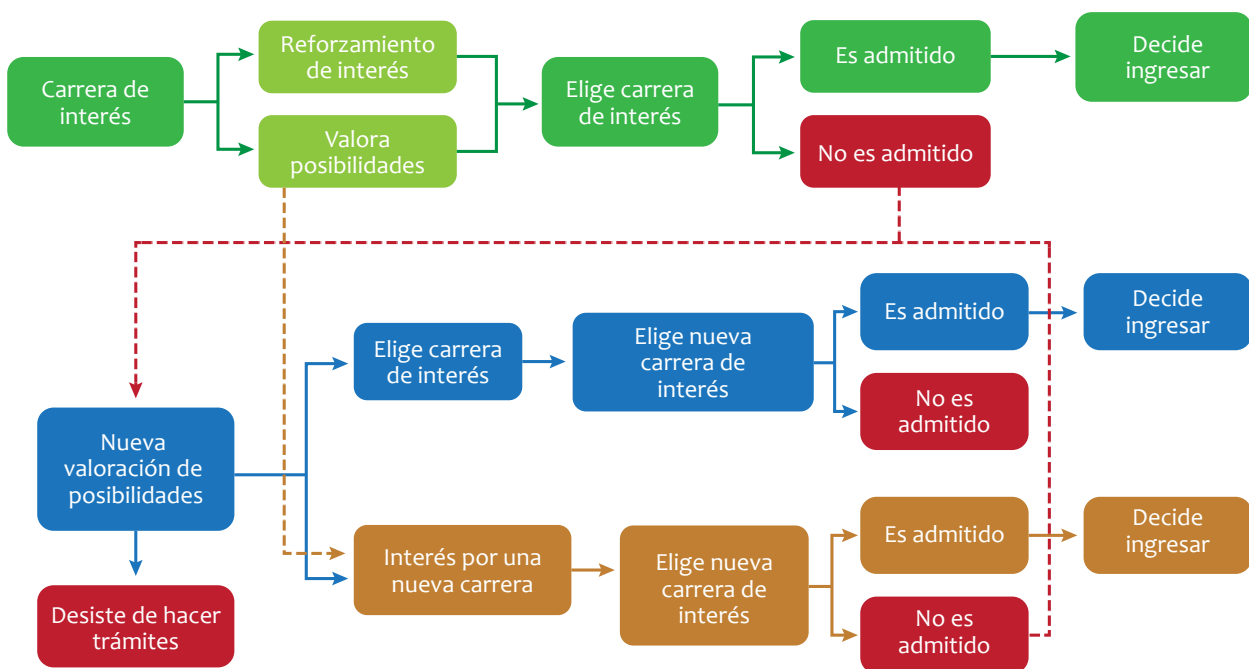 Carrera de
interés
Reforzamiento
de interés
Valora
posibilidades
Elige carrera
de interés
Es admitido
No es admitido
Decide
ingresar
Nueva
valoración de
posibilidades
Desiste de hacer
trámites
Elige carrera
de interés
Elige nueva
carrera de
interés
Es admitido
No es
admitido
Decide
ingresar
Interés por una
nueva carrera
Elige nueva
carrera de
interés
Es admitido
No es
admitido
Decide
ingresar